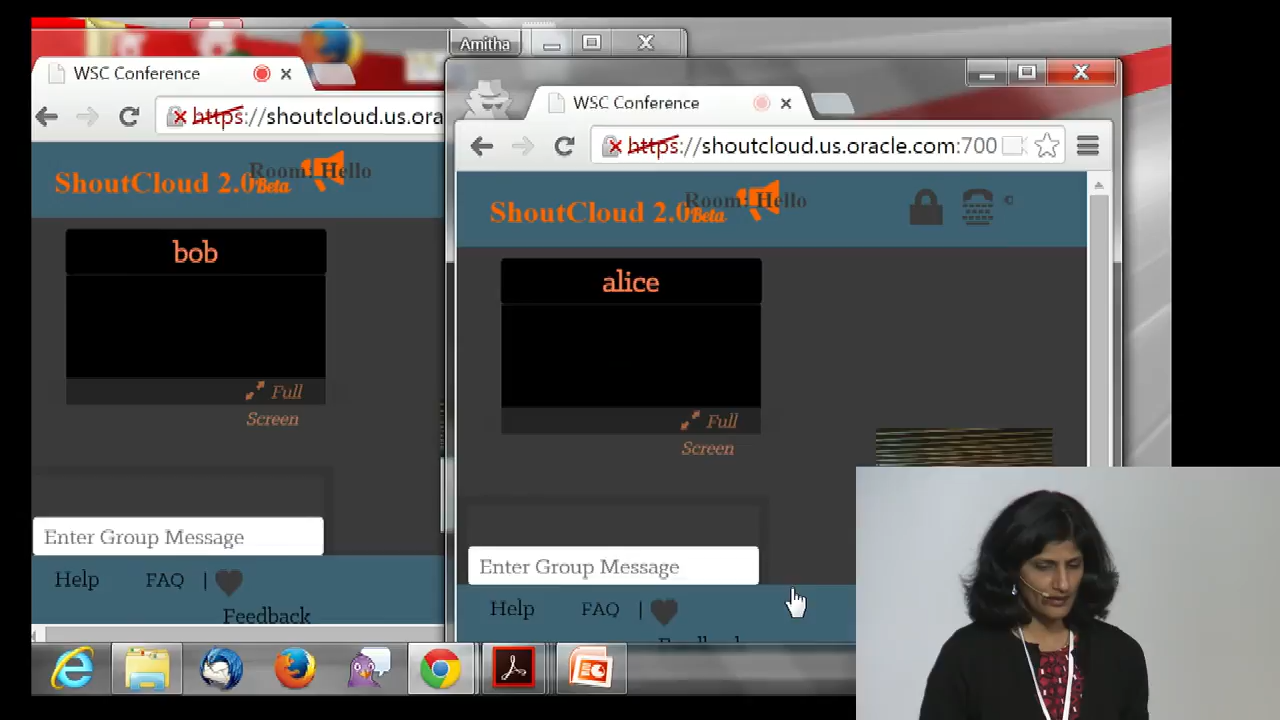 Amitha
WSC Conference
https://shoutcloud.us.ora
ShoutCloud 2.0
Beta
Room: Hello
bob
Full
Screen
Enter Group Message
Help FAQ |
Feedback
WSC Conference
https://shoutcloud.us.oracle.com:700
ShoutCloud 2.0
Beta
Room: Hello
alice
Full
Screen
Enter Group Message
Help FAQ |
Feedback